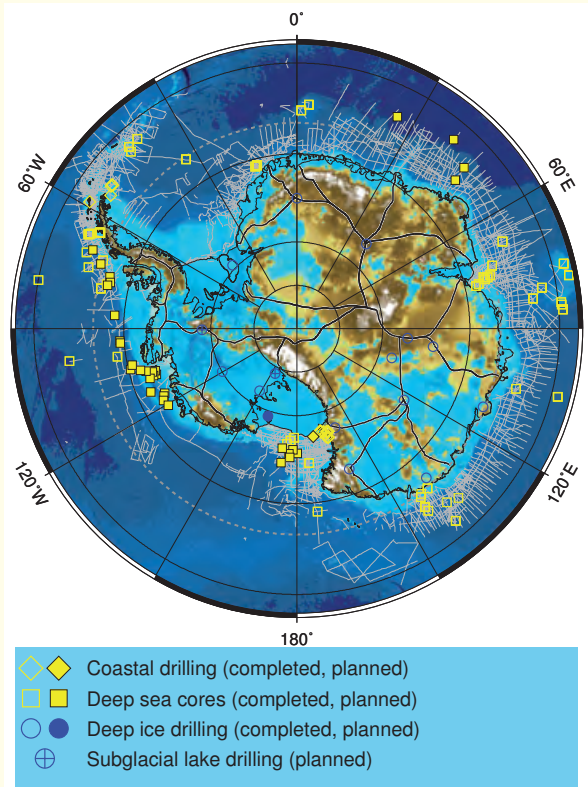 0˚
60˚W
60˚E
120˚W
120˚E
180˚
Coastal drilling (completed, planned)
Deep sea cores (completed, planned)
Deep ice drilling (completed, planned)
Subglacial lake drilling (planned)